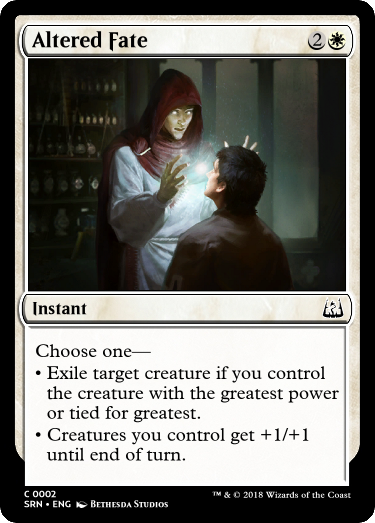 Altered Fate 2
Instant
Choose one—
• Exile target creature if you control
the creature with the greatest power
or tied for greatest.
• Creatures you control get +1/+1
until end of turn.
C 0002
SRN • ENG Bethesda Studios ™ & © 2018 Wizards of the Coast